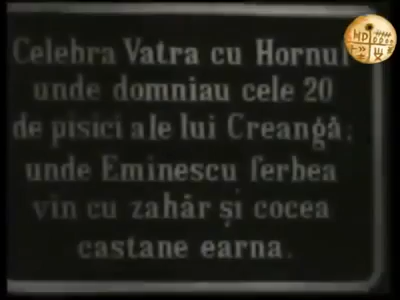 Celebra Vatra cu Hornul
unde domniau cele 20
de pisici ale lui Creangă;
unde Eminescu ferbea
vin cu zahăr și cocea
castane earna.